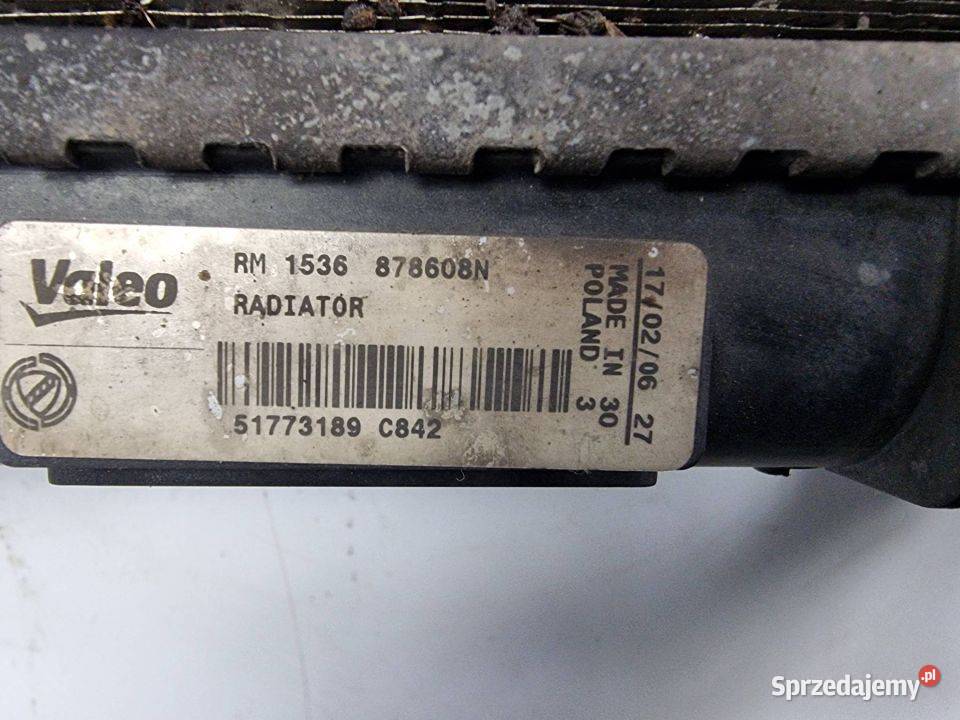 Valeo
RM 1536 878608N
RADIATOR
51773189 C842
17/02/06 27
MADE IN 30
POLAND 3
Sprzedajemy.pl